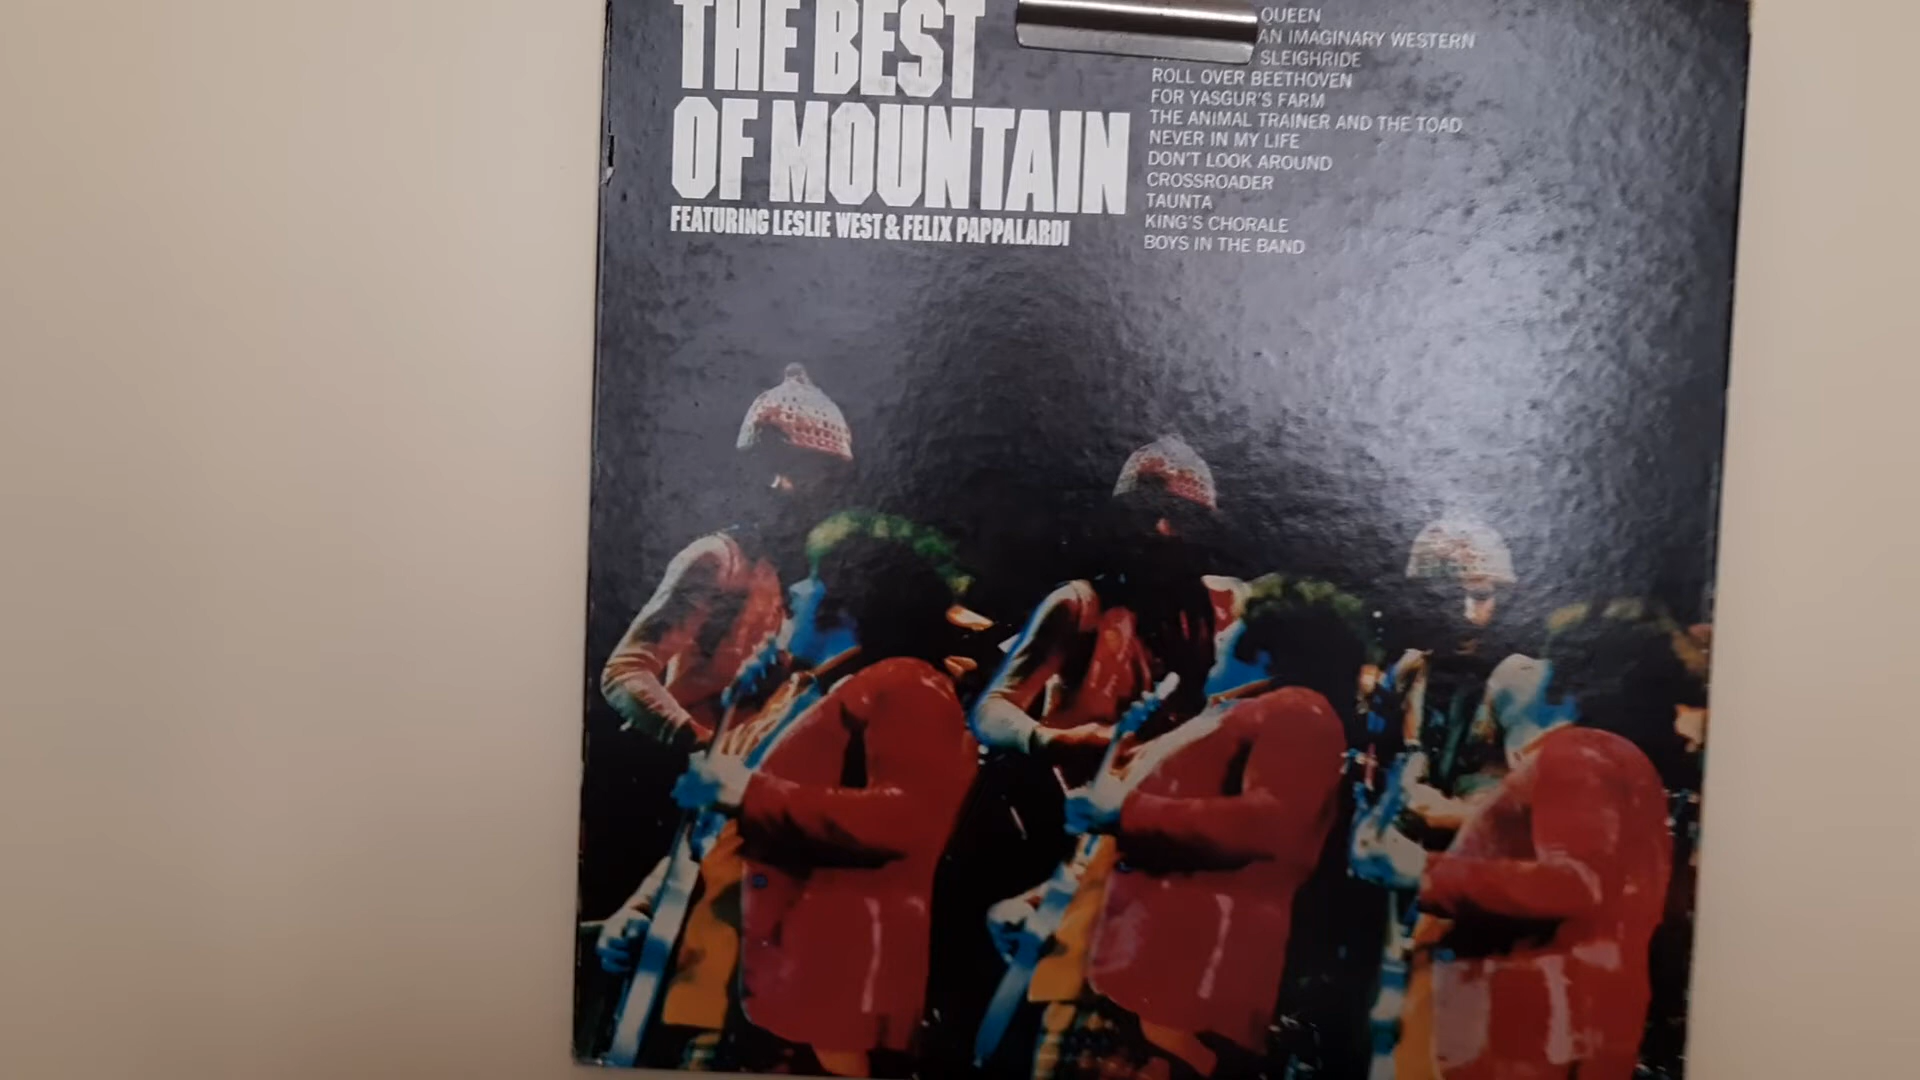 THE BEST
OF MOUNTAIN
FEATURING LESLIE WEST & FELIX PAPPALARDI
QUEEN
AN IMAGINARY WESTERN
SLEIGHRIDE
ROLL OVER BEETHOVEN
FOR YASGUR'S FARM
THE ANIMAL TRAINER AND THE TOAD
NEVER IN MY LIFE
DON'T LOOK AROUND
CROSSROADER
TAUNTA
KING'S CHORALE
BOYS IN THE BAND